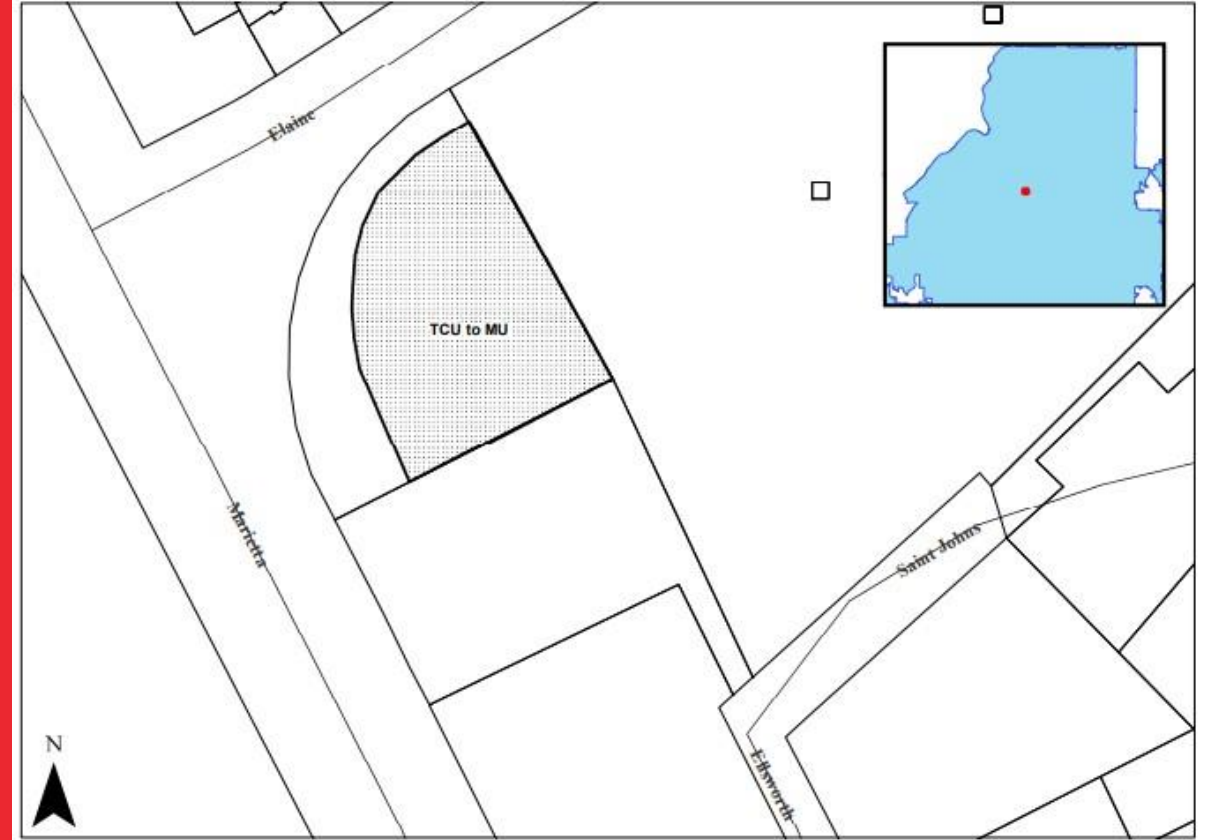 Elaine
TCU to MU
Marietta
Saint Johns
Ellsworth
N